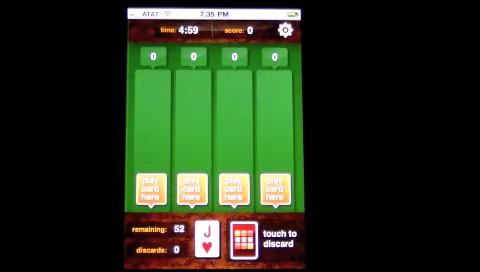 AT&T 7:35 PM
time: 4:59 score: 0
0 0 0 0
play card here play card here play card here play card here
remaining: 52
discards: 0
J
touch to discard